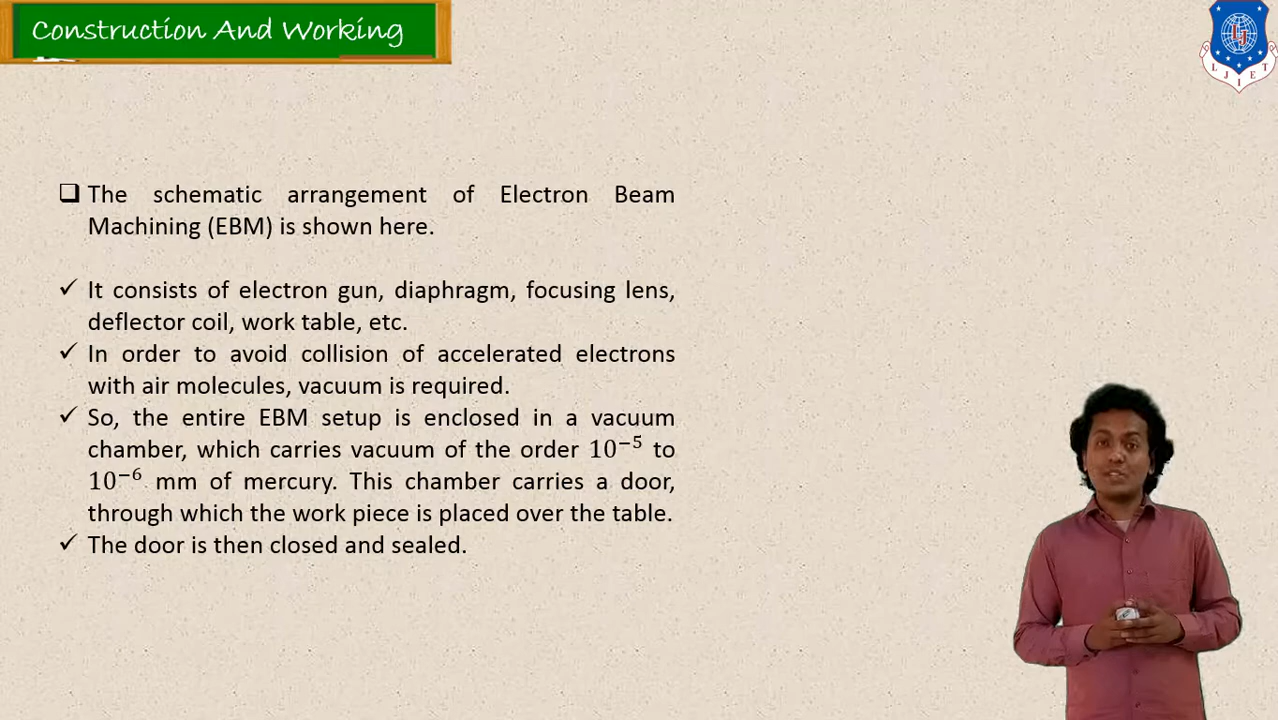 Construction And Working
LJ
L J I E T
The schematic arrangement of Electron Beam
Machining (EBM) is shown here.
It consists of electron gun, diaphragm, focusing lens,
deflector coil, work table, etc.
In order to avoid collision of accelerated electrons
with air molecules, vacuum is required.
So, the entire EBM setup is enclosed in a vacuum
chamber, which carries vacuum of the order 10⁻⁵ to
10⁻⁶ mm of mercury. This chamber carries a door,
through which the work piece is placed over the table.
The door is then closed and sealed.